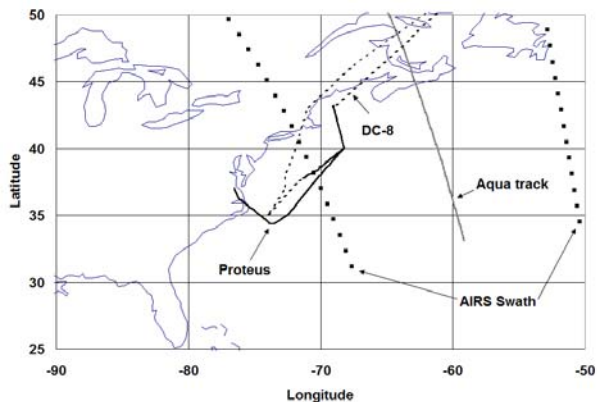 50
45
40
35
30
25
Latitude
DC-8
Aqua track
Proteus
AIRS Swath
-90
-80
-70
-60
-50
Longitude